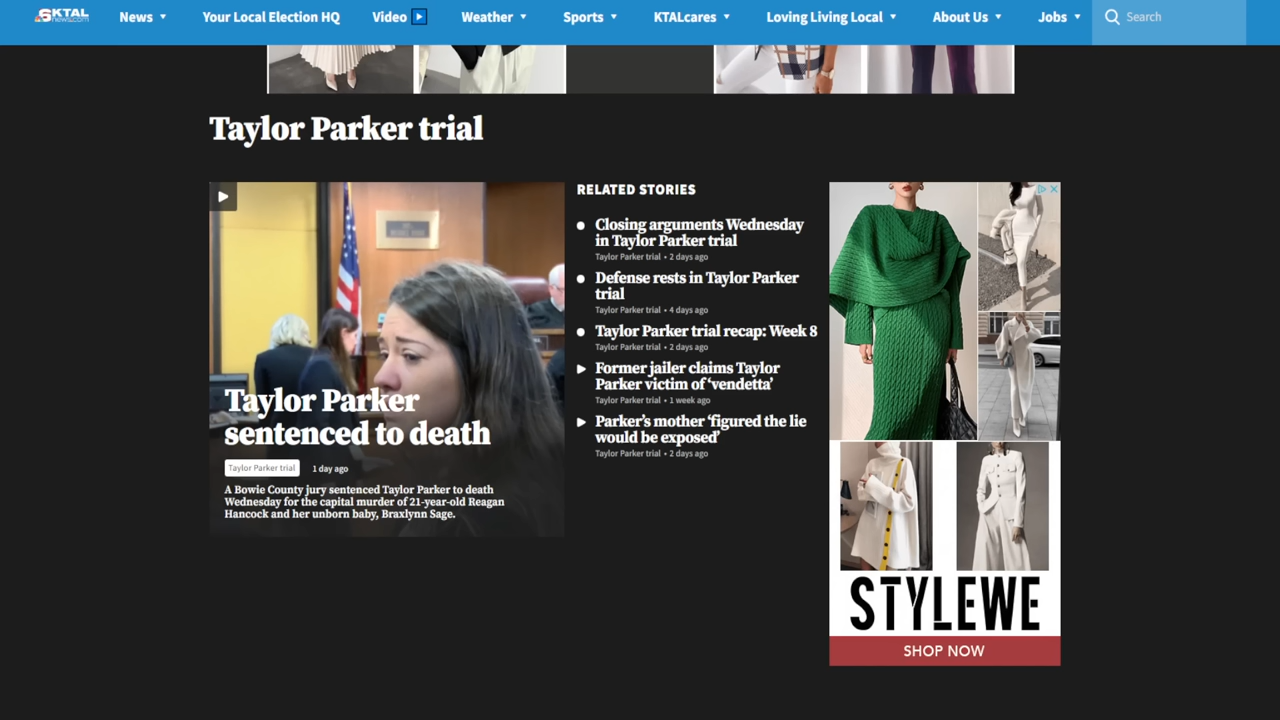 6 KTAL
news.com
News
Your Local Election HQ
Video
Weather
Sports
KTALcares
Loving Living Local
About Us
Jobs
Search
Taylor Parker trial
Taylor Parker
sentenced to death
Taylor Parker trial 1 day ago
A Bowie County jury sentenced Taylor Parker to death
Wednesday for the capital murder of 21-year-old Reagan
Hancock and her unborn baby, Braxlynn Sage.
RELATED STORIES
Closing arguments Wednesday
in Taylor Parker trial
Taylor Parker trial • 2 days ago
Defense rests in Taylor Parker
trial
Taylor Parker trial • 4 days ago
Taylor Parker trial recap: Week 8
Taylor Parker trial • 2 days ago
Former jailer claims Taylor
Parker victim of ‘vendetta’
Taylor Parker trial • 1 week ago
Parker’s mother ‘figured the lie
would be exposed’
Taylor Parker trial • 2 days ago
STYLEWE
SHOP NOW